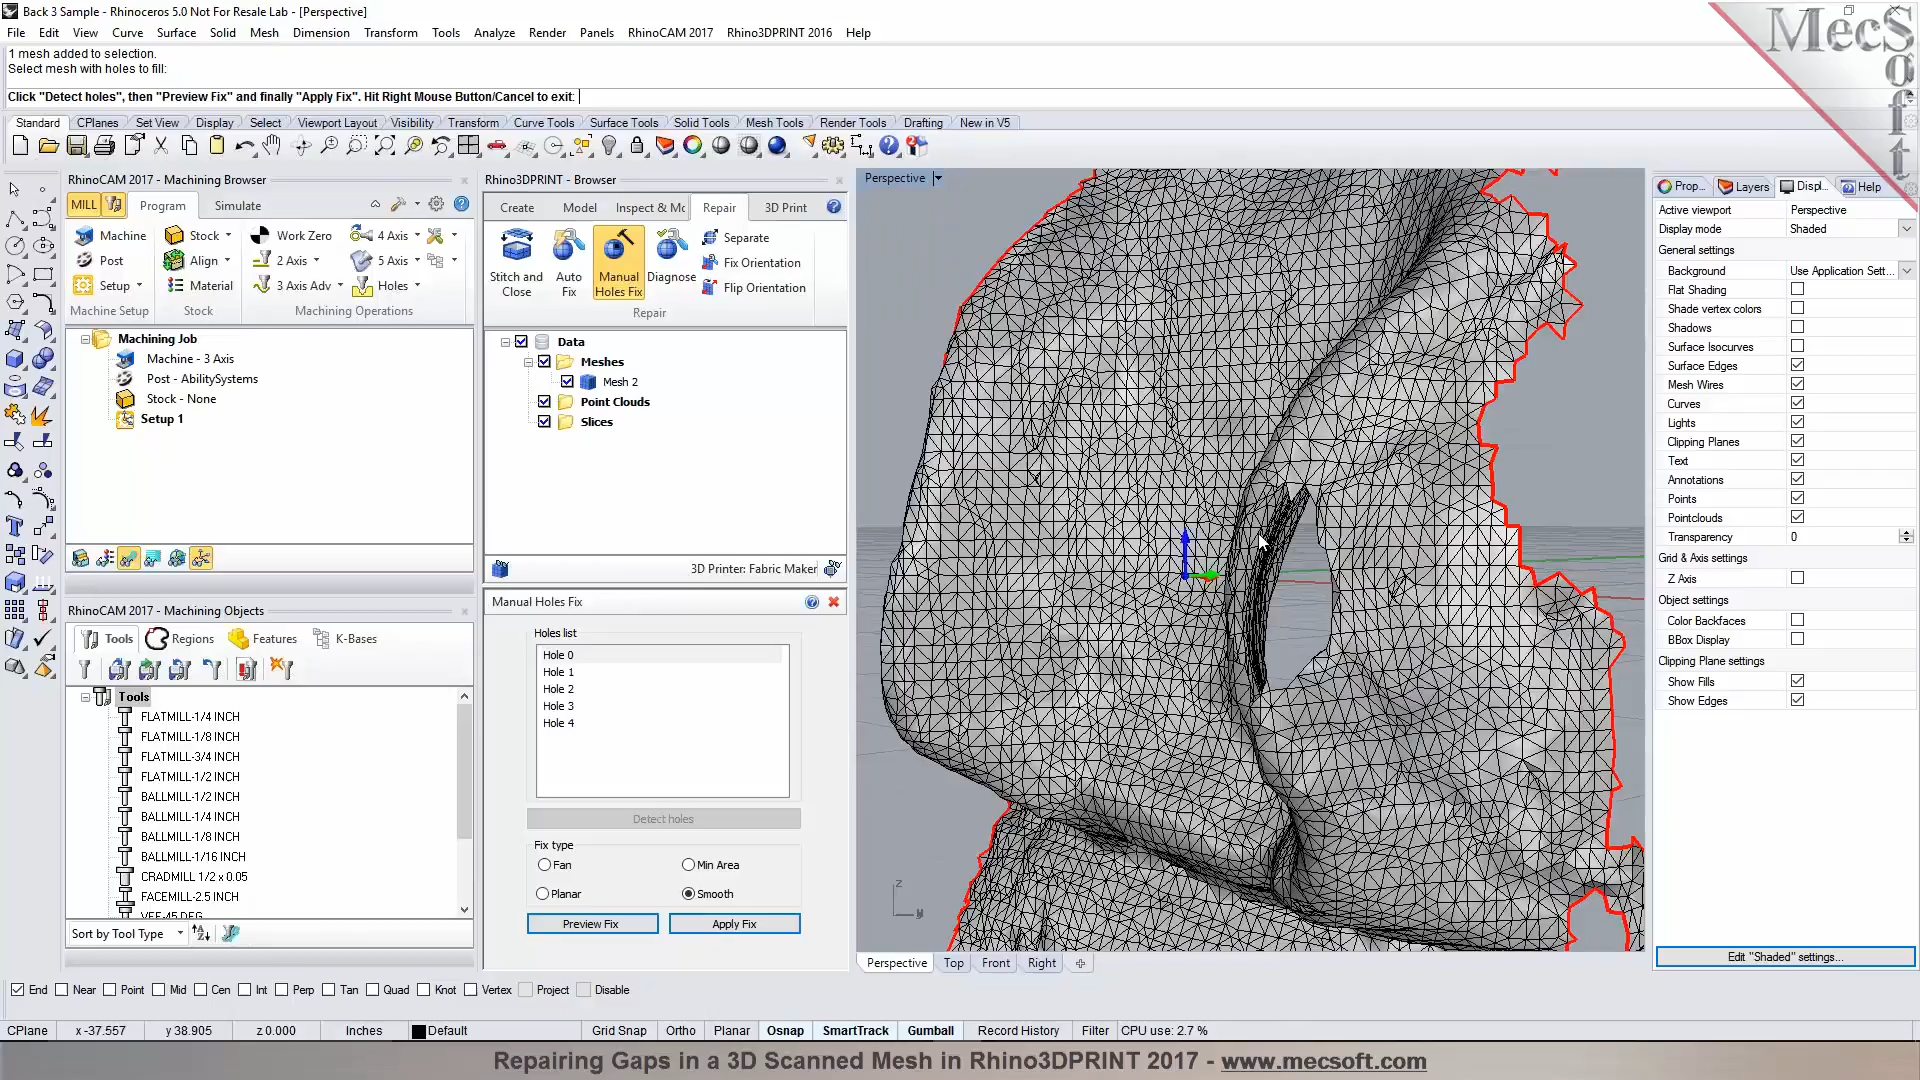 Back 3 Sample - Rhinoceros 5.0 Not For Resale Lab - [Perspective]
File Edit View Curve Surface Solid Mesh Dimension Transform Tools Analyze Render Panels RhinoCAM 2017 Rhino3DPRINT 2016 Help
1 mesh added to selection.
Select mesh with holes to fill:
Click "Detect holes", then "Preview Fix" and finally "Apply Fix". Hit Right Mouse Button/Cancel to exit:
MecSoft
Standard CPlanes Set View Display Select Viewport Layout Visibility Transform Curve Tools Surface Tools Solid Tools Mesh Tools Render Tools Drafting New in V5
RhinoCAM 2017 - Machining Browser
MILL Program Simulate
Machine Stock Work Zero 4 Axis
Post Align 2 Axis 5 Axis
Setup Material 3 Axis Adv Holes
Machine Setup Stock Machining Operations
Machining Job
Machine - 3 Axis
Post - AbilitySystems
Stock - None
Setup 1
RhinoCAM 2017 - Machining Objects
Tools Regions Features K-Bases
Tools
FLATMILL-1/4 INCH
FLATMILL-1/8 INCH
FLATMILL-3/4 INCH
FLATMILL-1/2 INCH
BALLMILL-1/2 INCH
BALLMILL-1/4 INCH
BALLMILL-1/8 INCH
BALLMILL-1/16 INCH
CRADMILL 1/2 x 0.05
FACEMILL-2.5 INCH
VEE-45 DEG
Sort by Tool Type
Rhino3DPRINT - Browser
Create Model Inspect & Mc Repair 3D Print
Stitch and Close
Auto Fix
Manual Holes Fix
Diagnose
Separate
Fix Orientation
Flip Orientation
Repair
Data
Meshes
Mesh 2
Point Clouds
Slices
3D Printer: Fabric Maker
Manual Holes Fix
Holes list
Hole 0
Hole 1
Hole 2
Hole 3
Hole 4
Detect holes
Fix type
Fan Min Area
Planar Smooth
Preview Fix Apply Fix
Perspective
z
y
Perspective Top Front Right
Prop... Layers Displ... Help
Active viewport Perspective
Display mode Shaded
General settings
Background Use Application Sett...
Flat Shading
Shade vertex colors
Shadows
Surface Isocurves
Surface Edges
Mesh Wires
Curves
Lights
Clipping Planes
Text
Annotations
Points
Pointclouds
Transparency 0
Grid & Axis settings
Z Axis
Object settings
Color Backfaces
BBox Display
Clipping Plane settings
Show Fills
Show Edges
Edit "Shaded" settings...
End Near Point Mid Cen Int Perp Tan Quad Knot Vertex Project Disable
CPlane x -37.557 y 38.905 z 0.000 Inches Default Grid Snap Ortho Planar Osnap SmartTrack Gumball Record History Filter CPU use: 2.7 %
Repairing Gaps in a 3D Scanned Mesh in Rhino3DPRINT 2017 - www.mecsoft.com